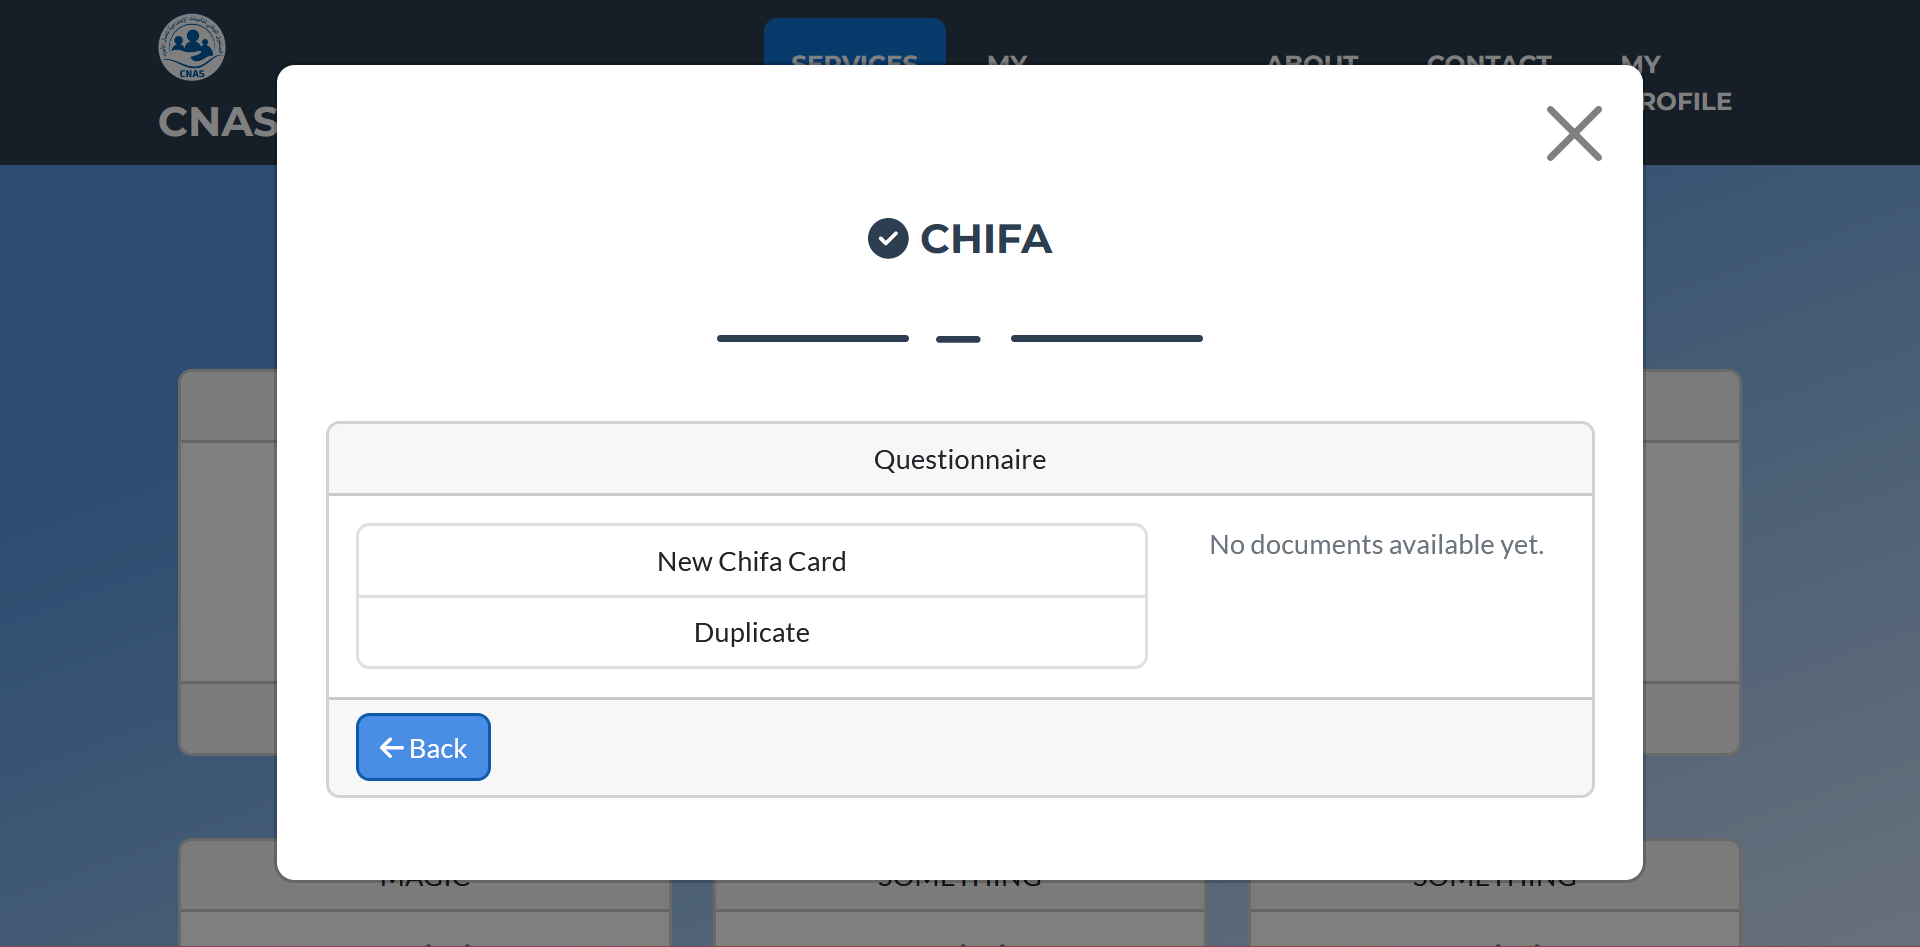 CNAS
SERVICES MY ABOUT CONTACT MY
CNAS ROFILE
CHIFA
Questionnaire
New Chifa Card
No documents available yet.
Duplicate
Back
MAGIC SOMETHING SOMETHING